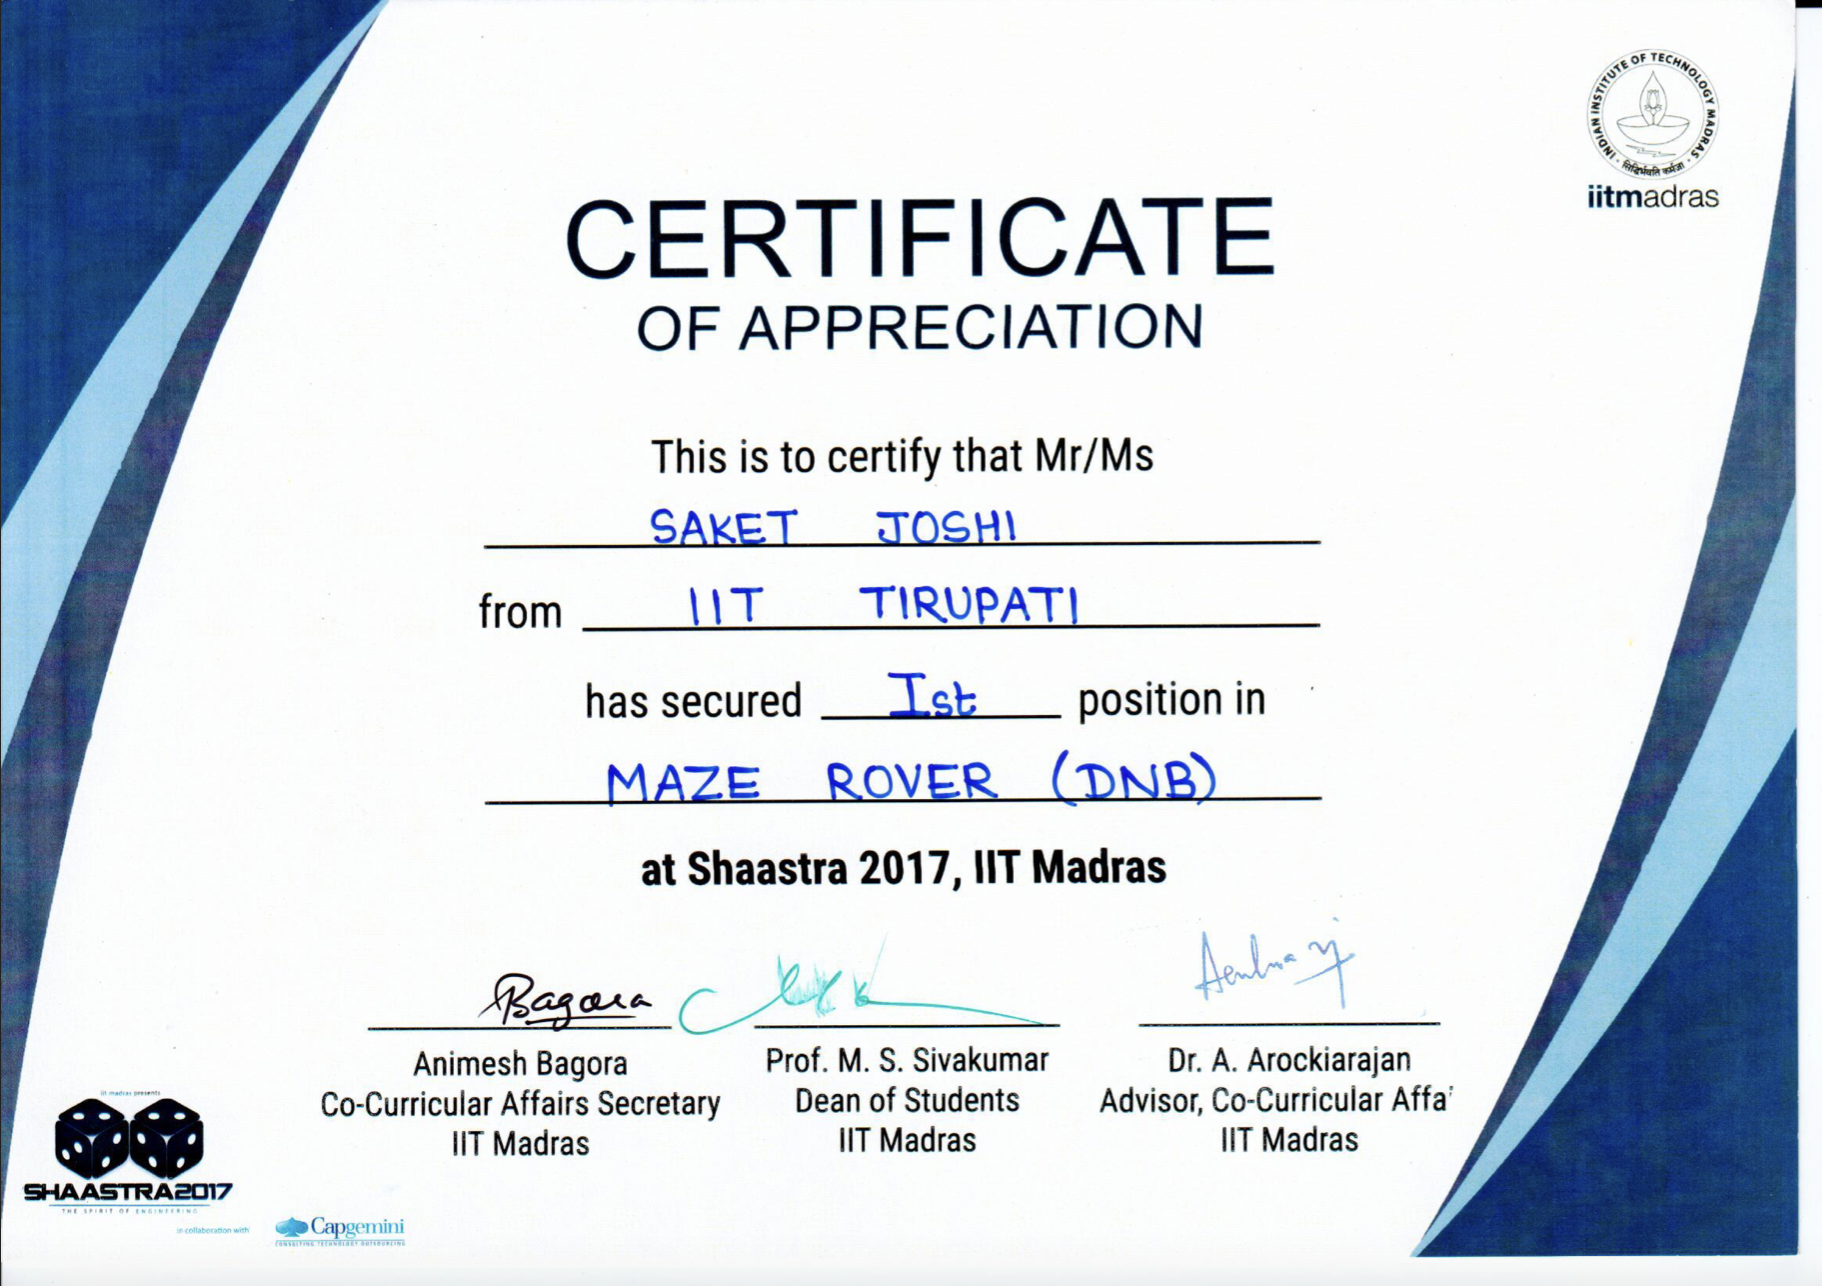 INDIAN INSTITUTE OF TECHNOLOGY MADRAS
सिद्धिर्भवति कर्मजा
iitmadras
CERTIFICATE
OF APPRECIATION
This is to certify that Mr/Ms
SAKET JOSHI
from IIT TIRUPATI
has secured Ist position in
MAZE ROVER (DNB)
at Shaastra 2017, IIT Madras
Bagora
Animesh Bagora
Co-Curricular Affairs Secretary
IIT Madras
Prof. M. S. Sivakumar
Dean of Students
IIT Madras
Dr. A. Arockiarajan
Advisor, Co-Curricular Affa
IIT Madras
iit madras presents
SHAASTRA2017
THE SPIRIT OF ENGINEERING
in collaboration with
Capgemini
CONSULTING.TECHNOLOGY.OUTSOURCING